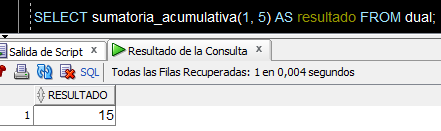 SELECT sumatoria_acumulativa(1, 5) AS resultado FROM dual;
Salida de Script x Resultado de la Consulta x
SQL | Todas las Filas Recuperadas: 1 en 0,004 segundos
RESULTADO
1 15